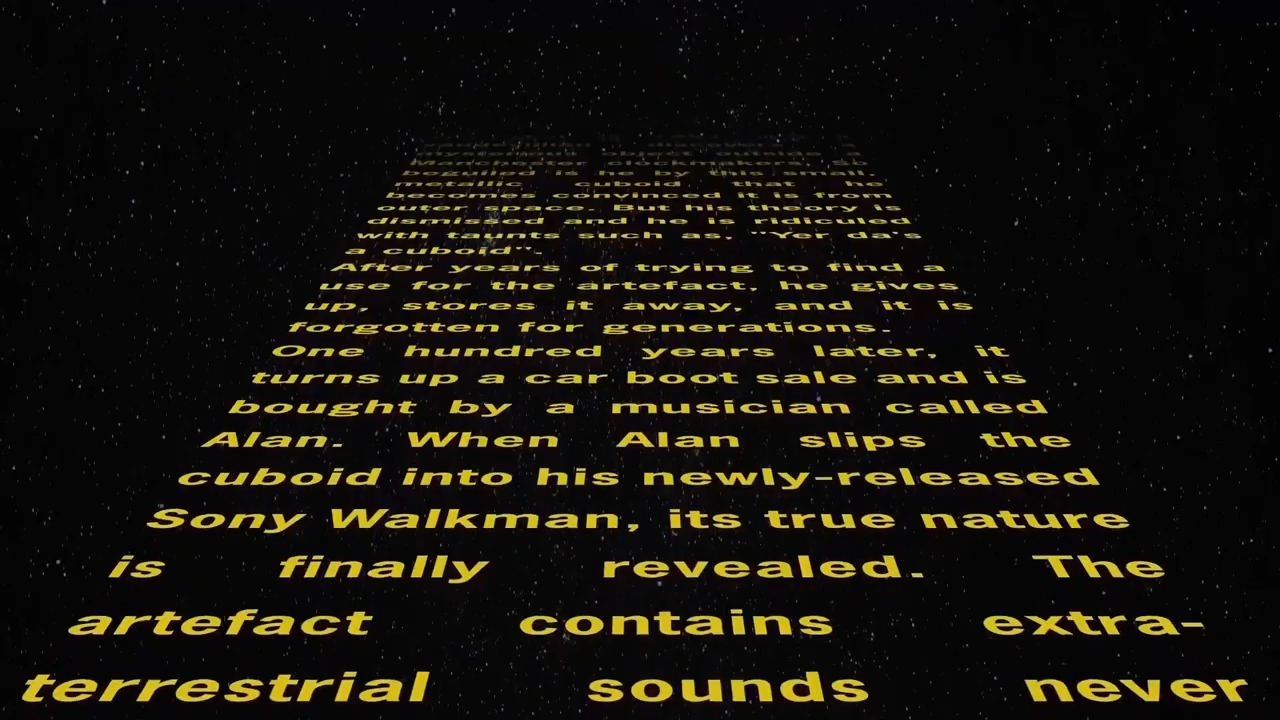 mysterious object outside a
Manchester clockmakers. So
beguiled is he by this small,
metallic cuboid that he
becomes convinced it is from
outer space. But his theory is
dismissed and he is ridiculed
with taunts such as, "Yer da's
a cuboid".
After years of trying to find a
use for the artefact, he gives
up, stores it away, and it is
forgotten for generations.
One hundred years later, it
turns up a car boot sale and is
bought by a musician called
Alan. When Alan slips the
cuboid into his newly-released
Sony Walkman, its true nature
is finally revealed. The
artefact contains extra-
terrestrial sounds never